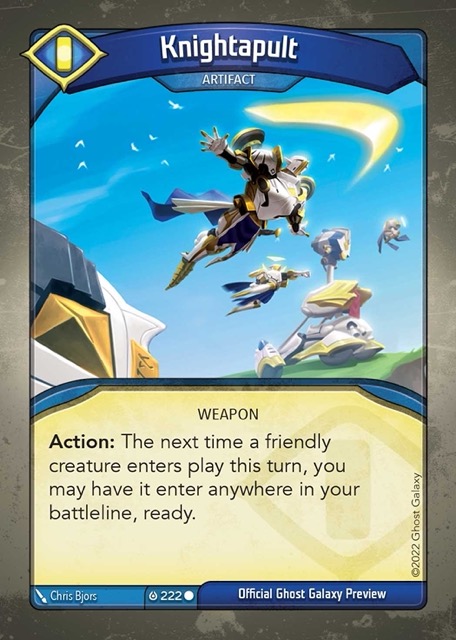 Knightapult
ARTIFACT
WEAPON
Action: The next time a friendly
creature enters play this turn, you
may have it enter anywhere in your
battleline, ready.
©2022 Ghost Galaxy
Chris Bjors
222
Official Ghost Galaxy Preview